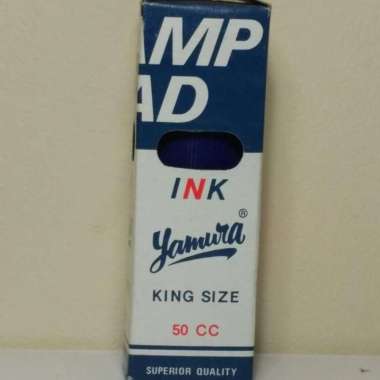 AMP
AD
INK
Yamura ®
KING SIZE
50 CC
SUPERIOR QUALITY